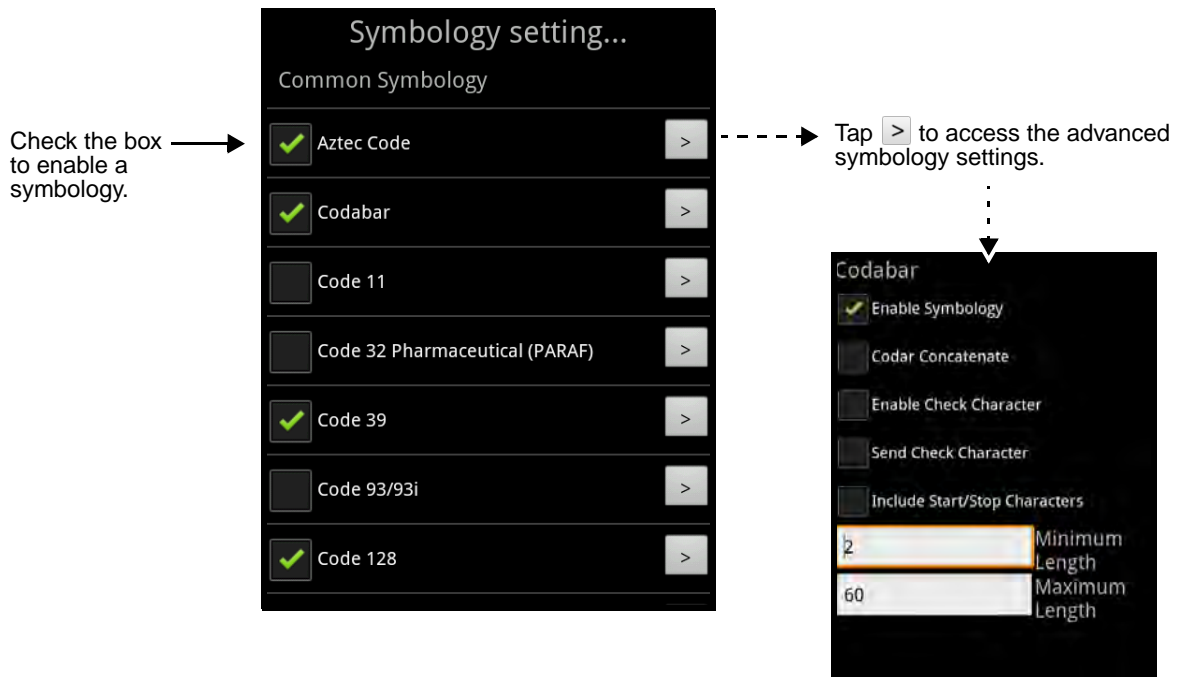 Symbology setting...
Common Symbology
Check the box
to enable a
symbology.
Aztec Code >
Codabar >
Code 11 >
Code 32 Pharmaceutical (PARAF) >
Code 39 >
Code 93/93i >
Code 128 >
Tap > to access the advanced
symbology settings.
Codabar
Enable Symbology
Codar Concatenate
Enable Check Character
Send Check Character
Include Start/Stop Characters
2
Minimum
Length
60
Maximum
Length